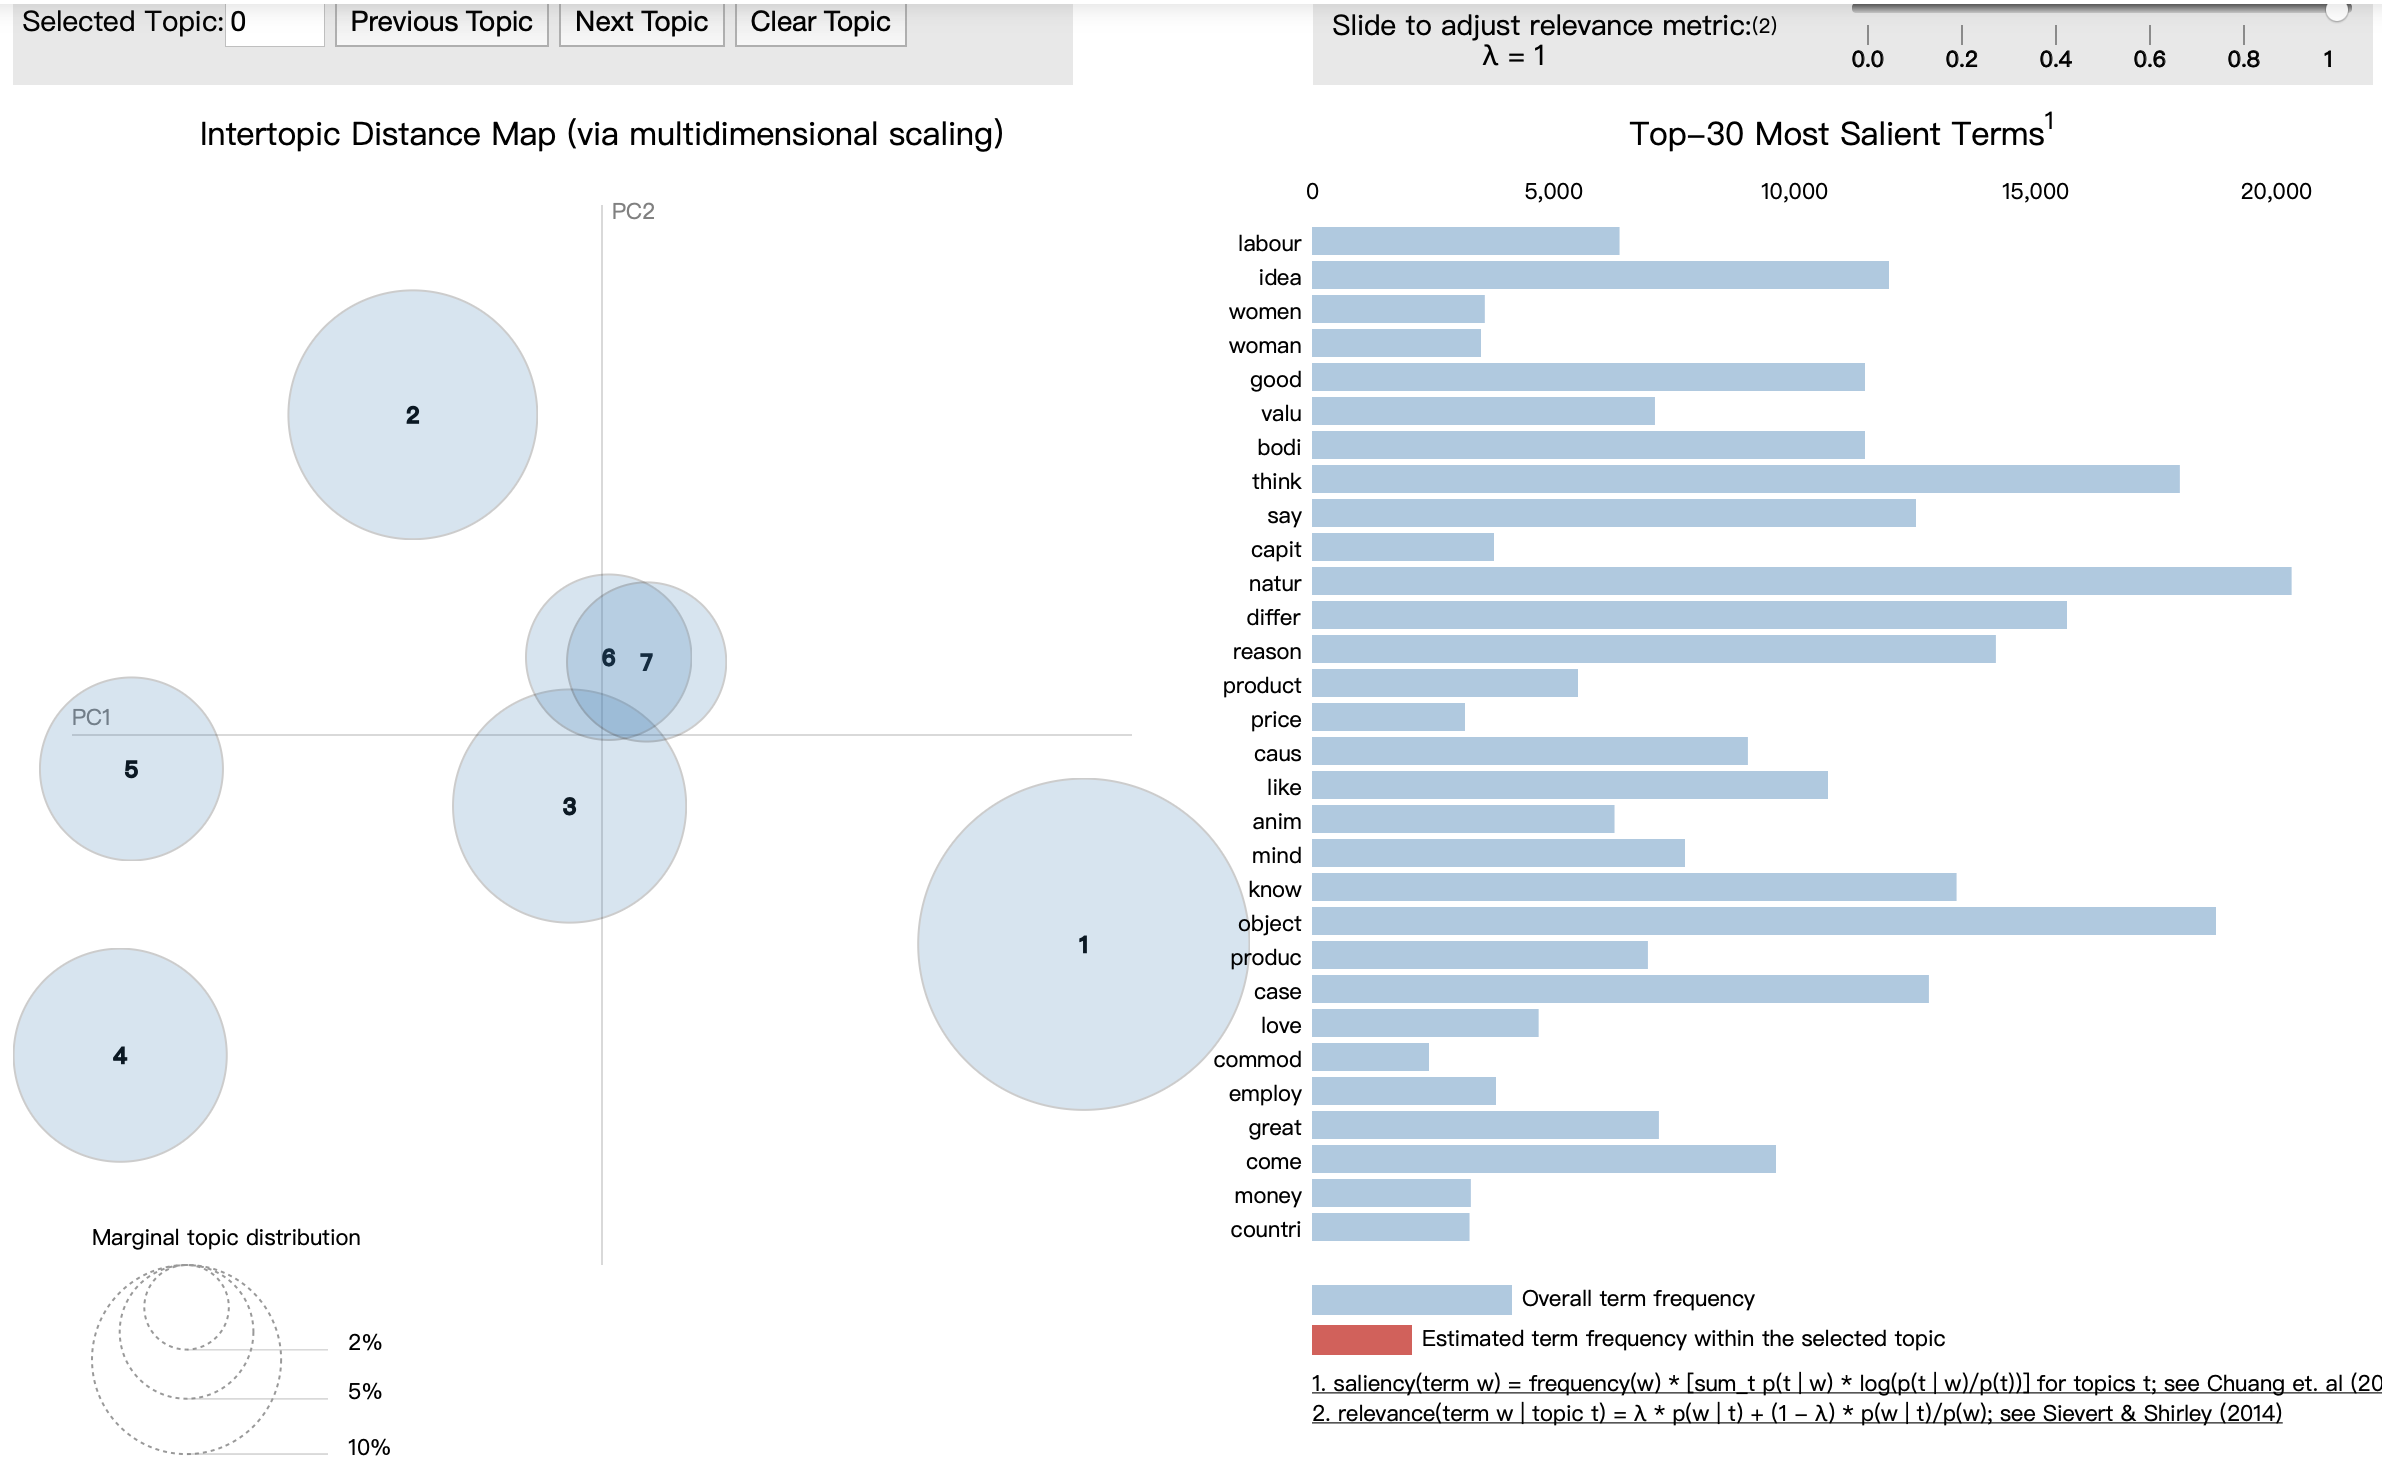 Selected Topic: 0 Previous Topic Next Topic Clear Topic
Slide to adjust relevance metric:(2)
λ = 1
0.0 0.2 0.4 0.6 0.8 1
Intertopic Distance Map (via multidimensional scaling)
PC2
PC1
2
6
7
5
3
1
4
Marginal topic distribution
2%
5%
10%
Top-30 Most Salient Terms1
0 5,000 10,000 15,000 20,000
labour
idea
women
woman
good
valu
bodi
think
say
capit
natur
differ
reason
product
price
caus
like
anim
mind
know
object
produc
case
love
commod
employ
great
come
money
countri
Overall term frequency
Estimated term frequency within the selected topic
1. saliency(term w) = frequency(w) * [sum_t p(t | w) * log(p(t | w)/p(t))] for topics t; see Chuang et. al (20
2. relevance(term w | topic t) = λ * p(w | t) + (1 - λ) * p(w | t)/p(w); see Sievert & Shirley (2014)